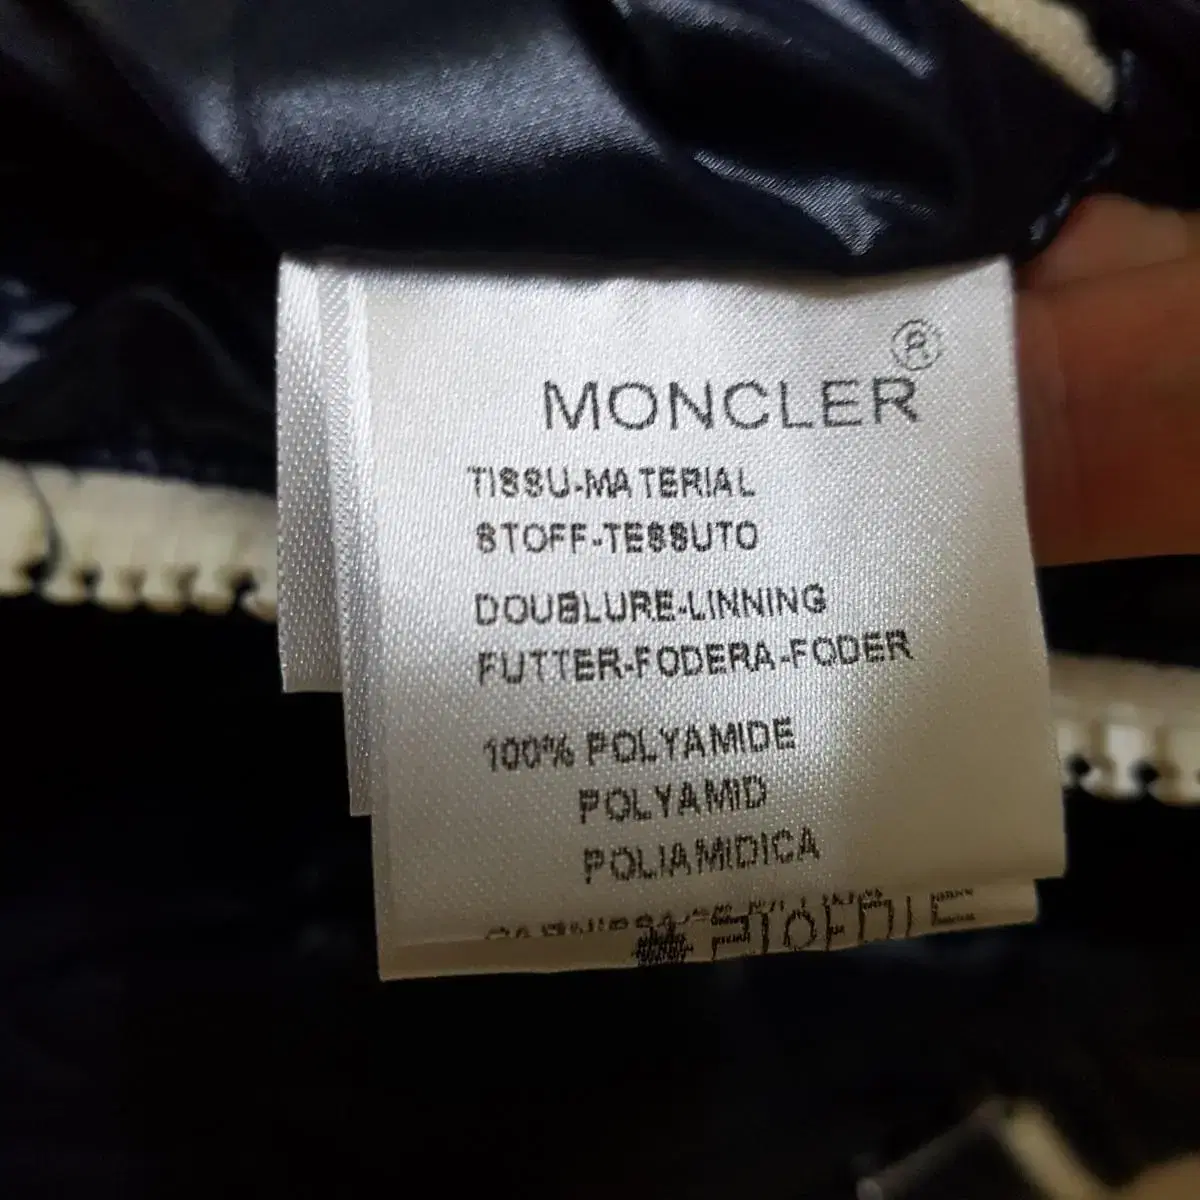 MONCLER®
TISSU-MATERIAL
STOFF-TESSUTO
DOUBLURE-LINNING
FUTTER-FODERA-FODER
100% POLYAMIDE
POLYAMID
POLIAMIDICA